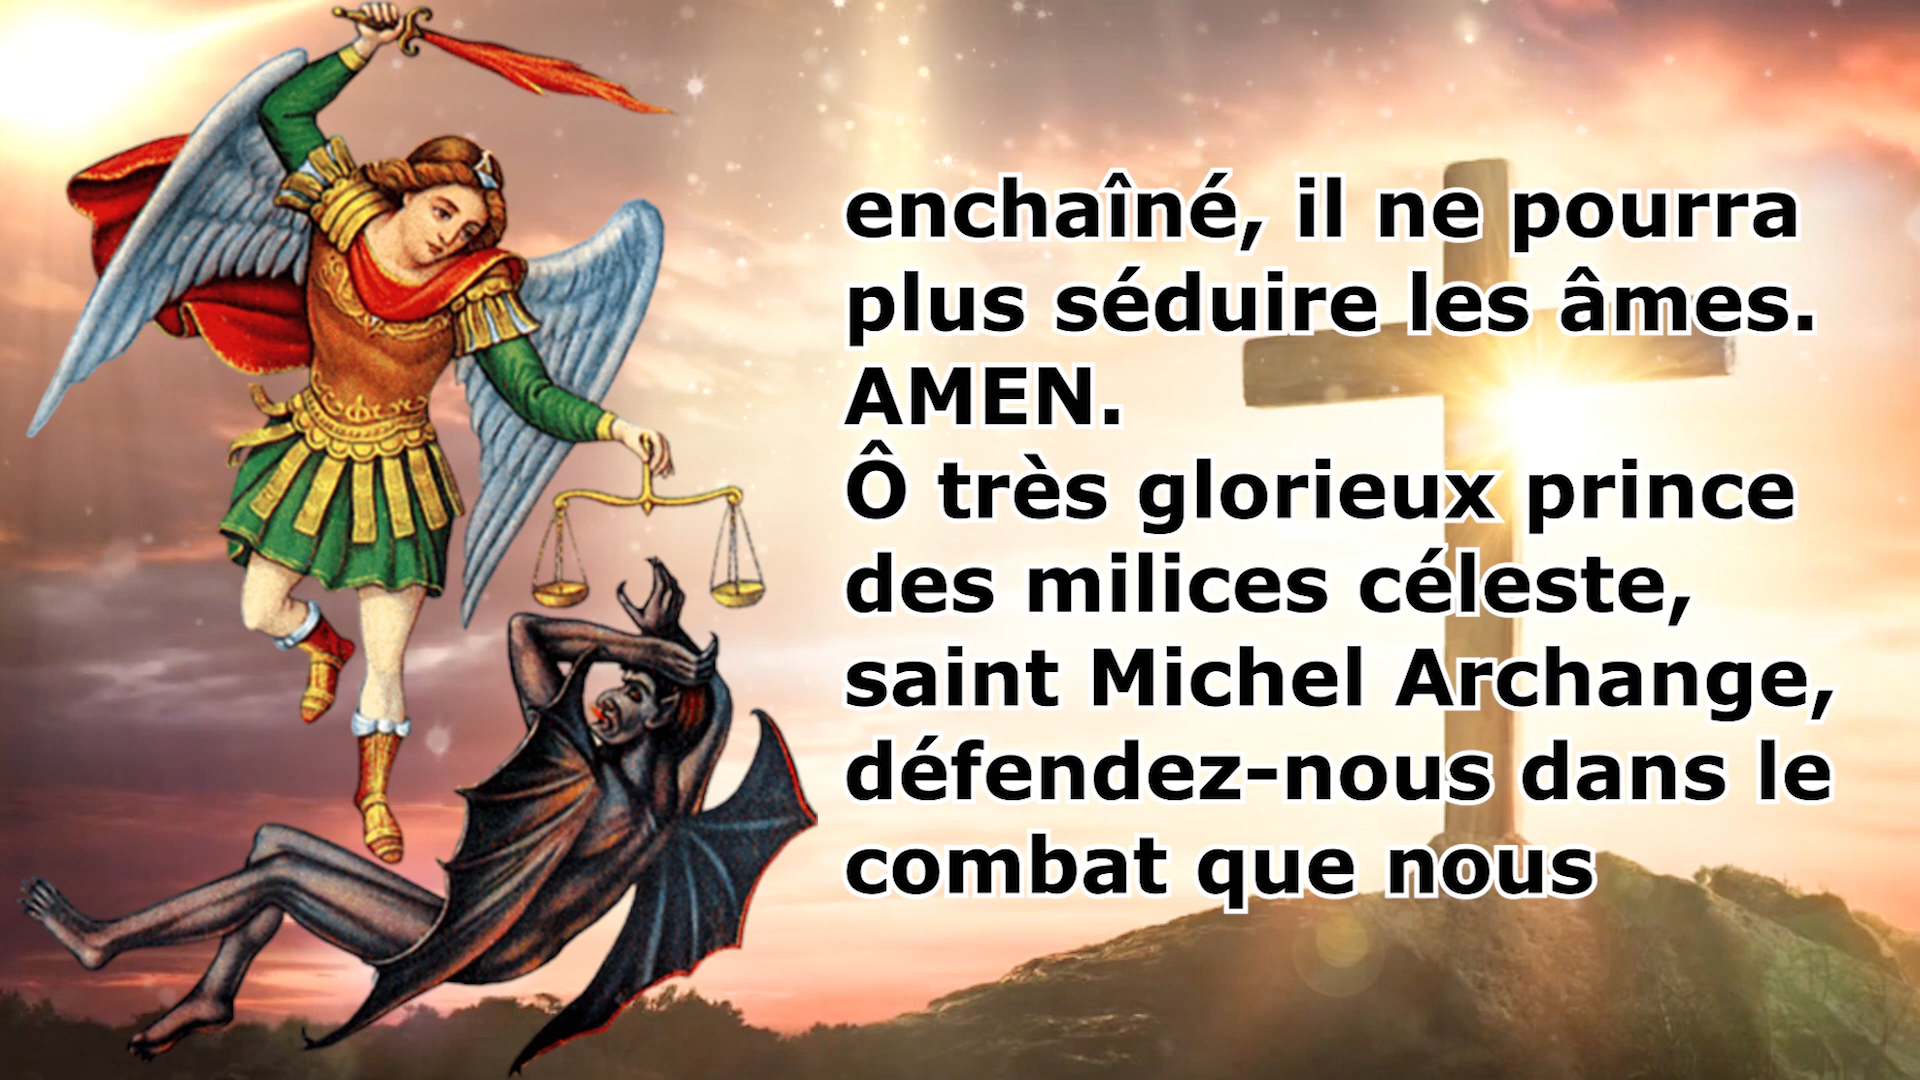 enchaîné, il ne pourra
plus séduire les âmes.
AMEN.
Ô très glorieux prince
des milices céleste,
saint Michel Archange,
défendez-nous dans le
combat que nous